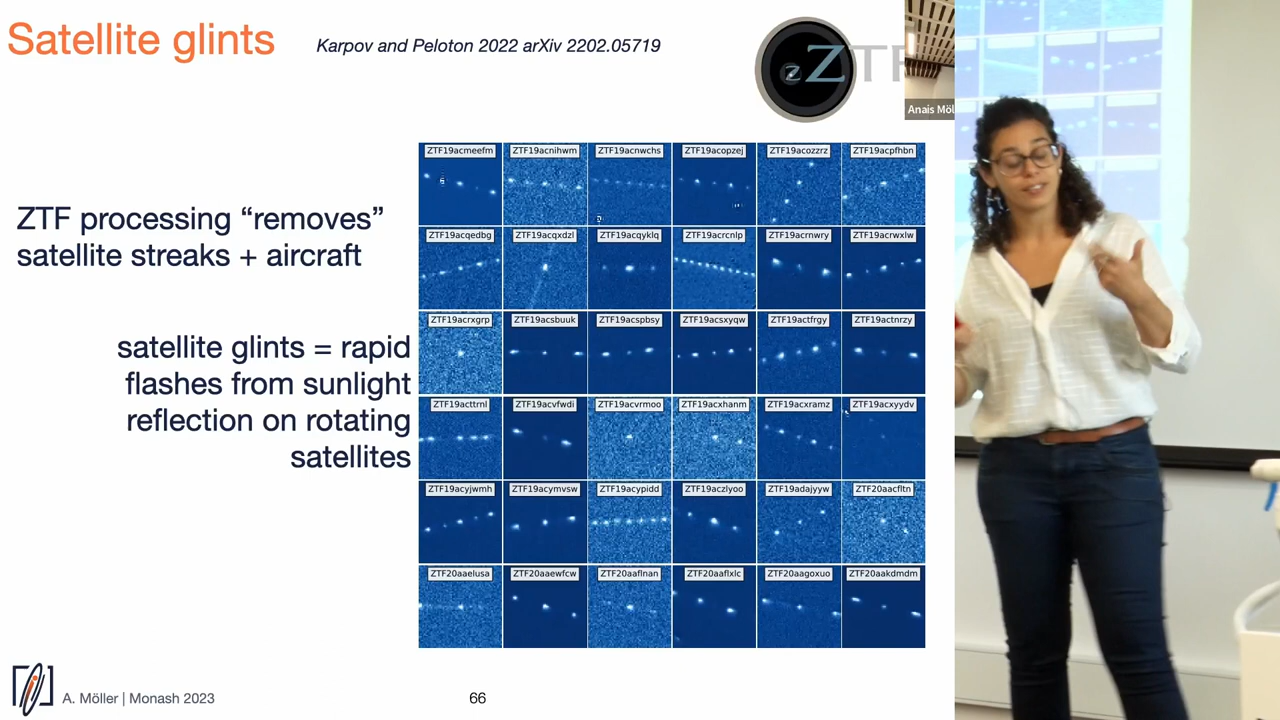 Satellite glints
Karpov and Peloton 2022 arXiv 2202.05719
ZTF
Anais Möl
ZTF processing “removes”
satellite streaks + aircraft
satellite glints = rapid
flashes from sunlight
reflection on rotating
satellites
ZTF19acmeefm ZTF19acnihwm ZTF19acnwchs ZTF19acopzej ZTF19acozzrz ZTF19acpfhbn
ZTF19acqedbg ZTF19acqxdzl ZTF19acqyklq ZTF19acrcnlp ZTF19acrnwry ZTF19acrwxlw
ZTF19acrxgrp ZTF19acsbuuk ZTF19acspbsy ZTF19acsxyqw ZTF19actfrgy ZTF19actnrzy
ZTF19acttrnl ZTF19acvfwdi ZTF19acvrmoo ZTF19acxhanm ZTF19acxramz ZTF19acxyydv
ZTF19acyjwmh ZTF19acymvsw ZTF19acypidd ZTF19aczlyoo ZTF19adajyyw ZTF20aacfltn
ZTF20aaelusa ZTF20aaewfcw ZTF20aaflnan ZTF20aaflxlc ZTF20aagoxuo ZTF20aakdmdm
A. Möller | Monash 2023
66